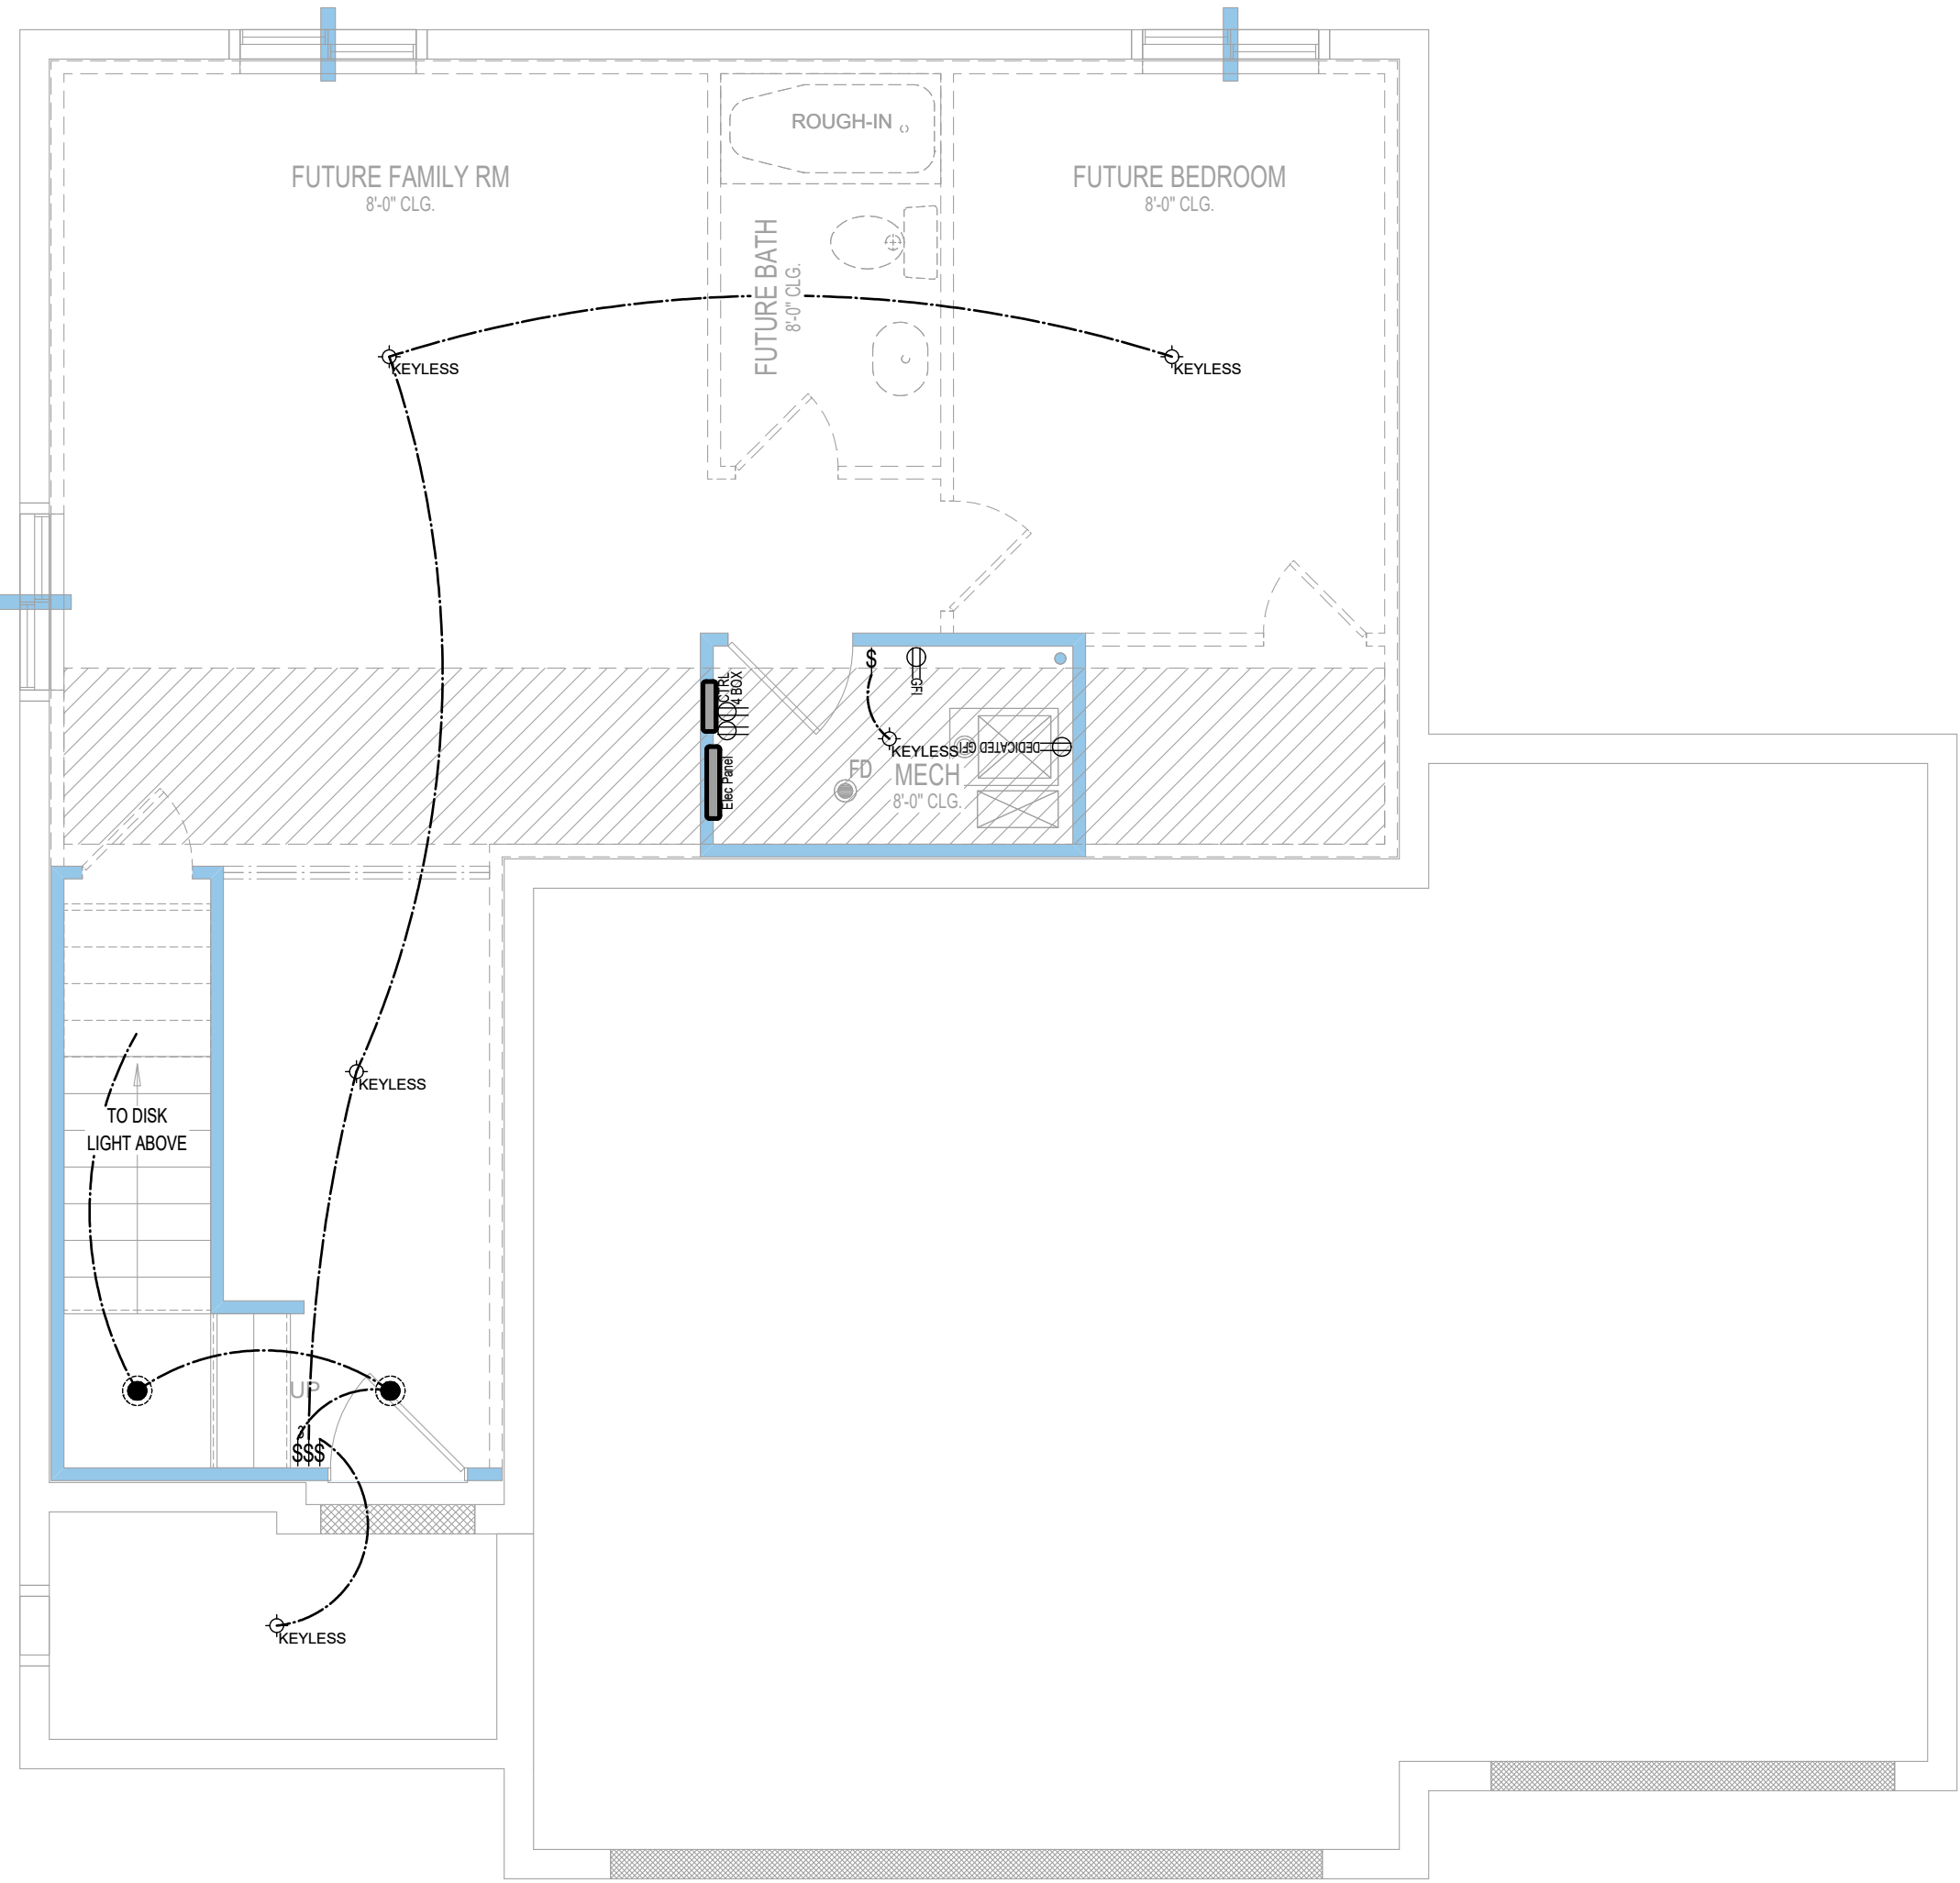 ROUGH-IN
FUTURE FAMILY RM
8'-0" CLG.
FUTURE BEDROOM
8'-0" CLG.
FUTURE BATH
8'-0" CLG.
KEYLESS
KEYLESS
$
GFI
CTRL
4 BOX
KEYLESS
DEDICATED GFI
Elec Panel
FD
MECH
8'-0" CLG.
KEYLESS
TO DISK
LIGHT ABOVE
UP
3
$$$
KEYLESS